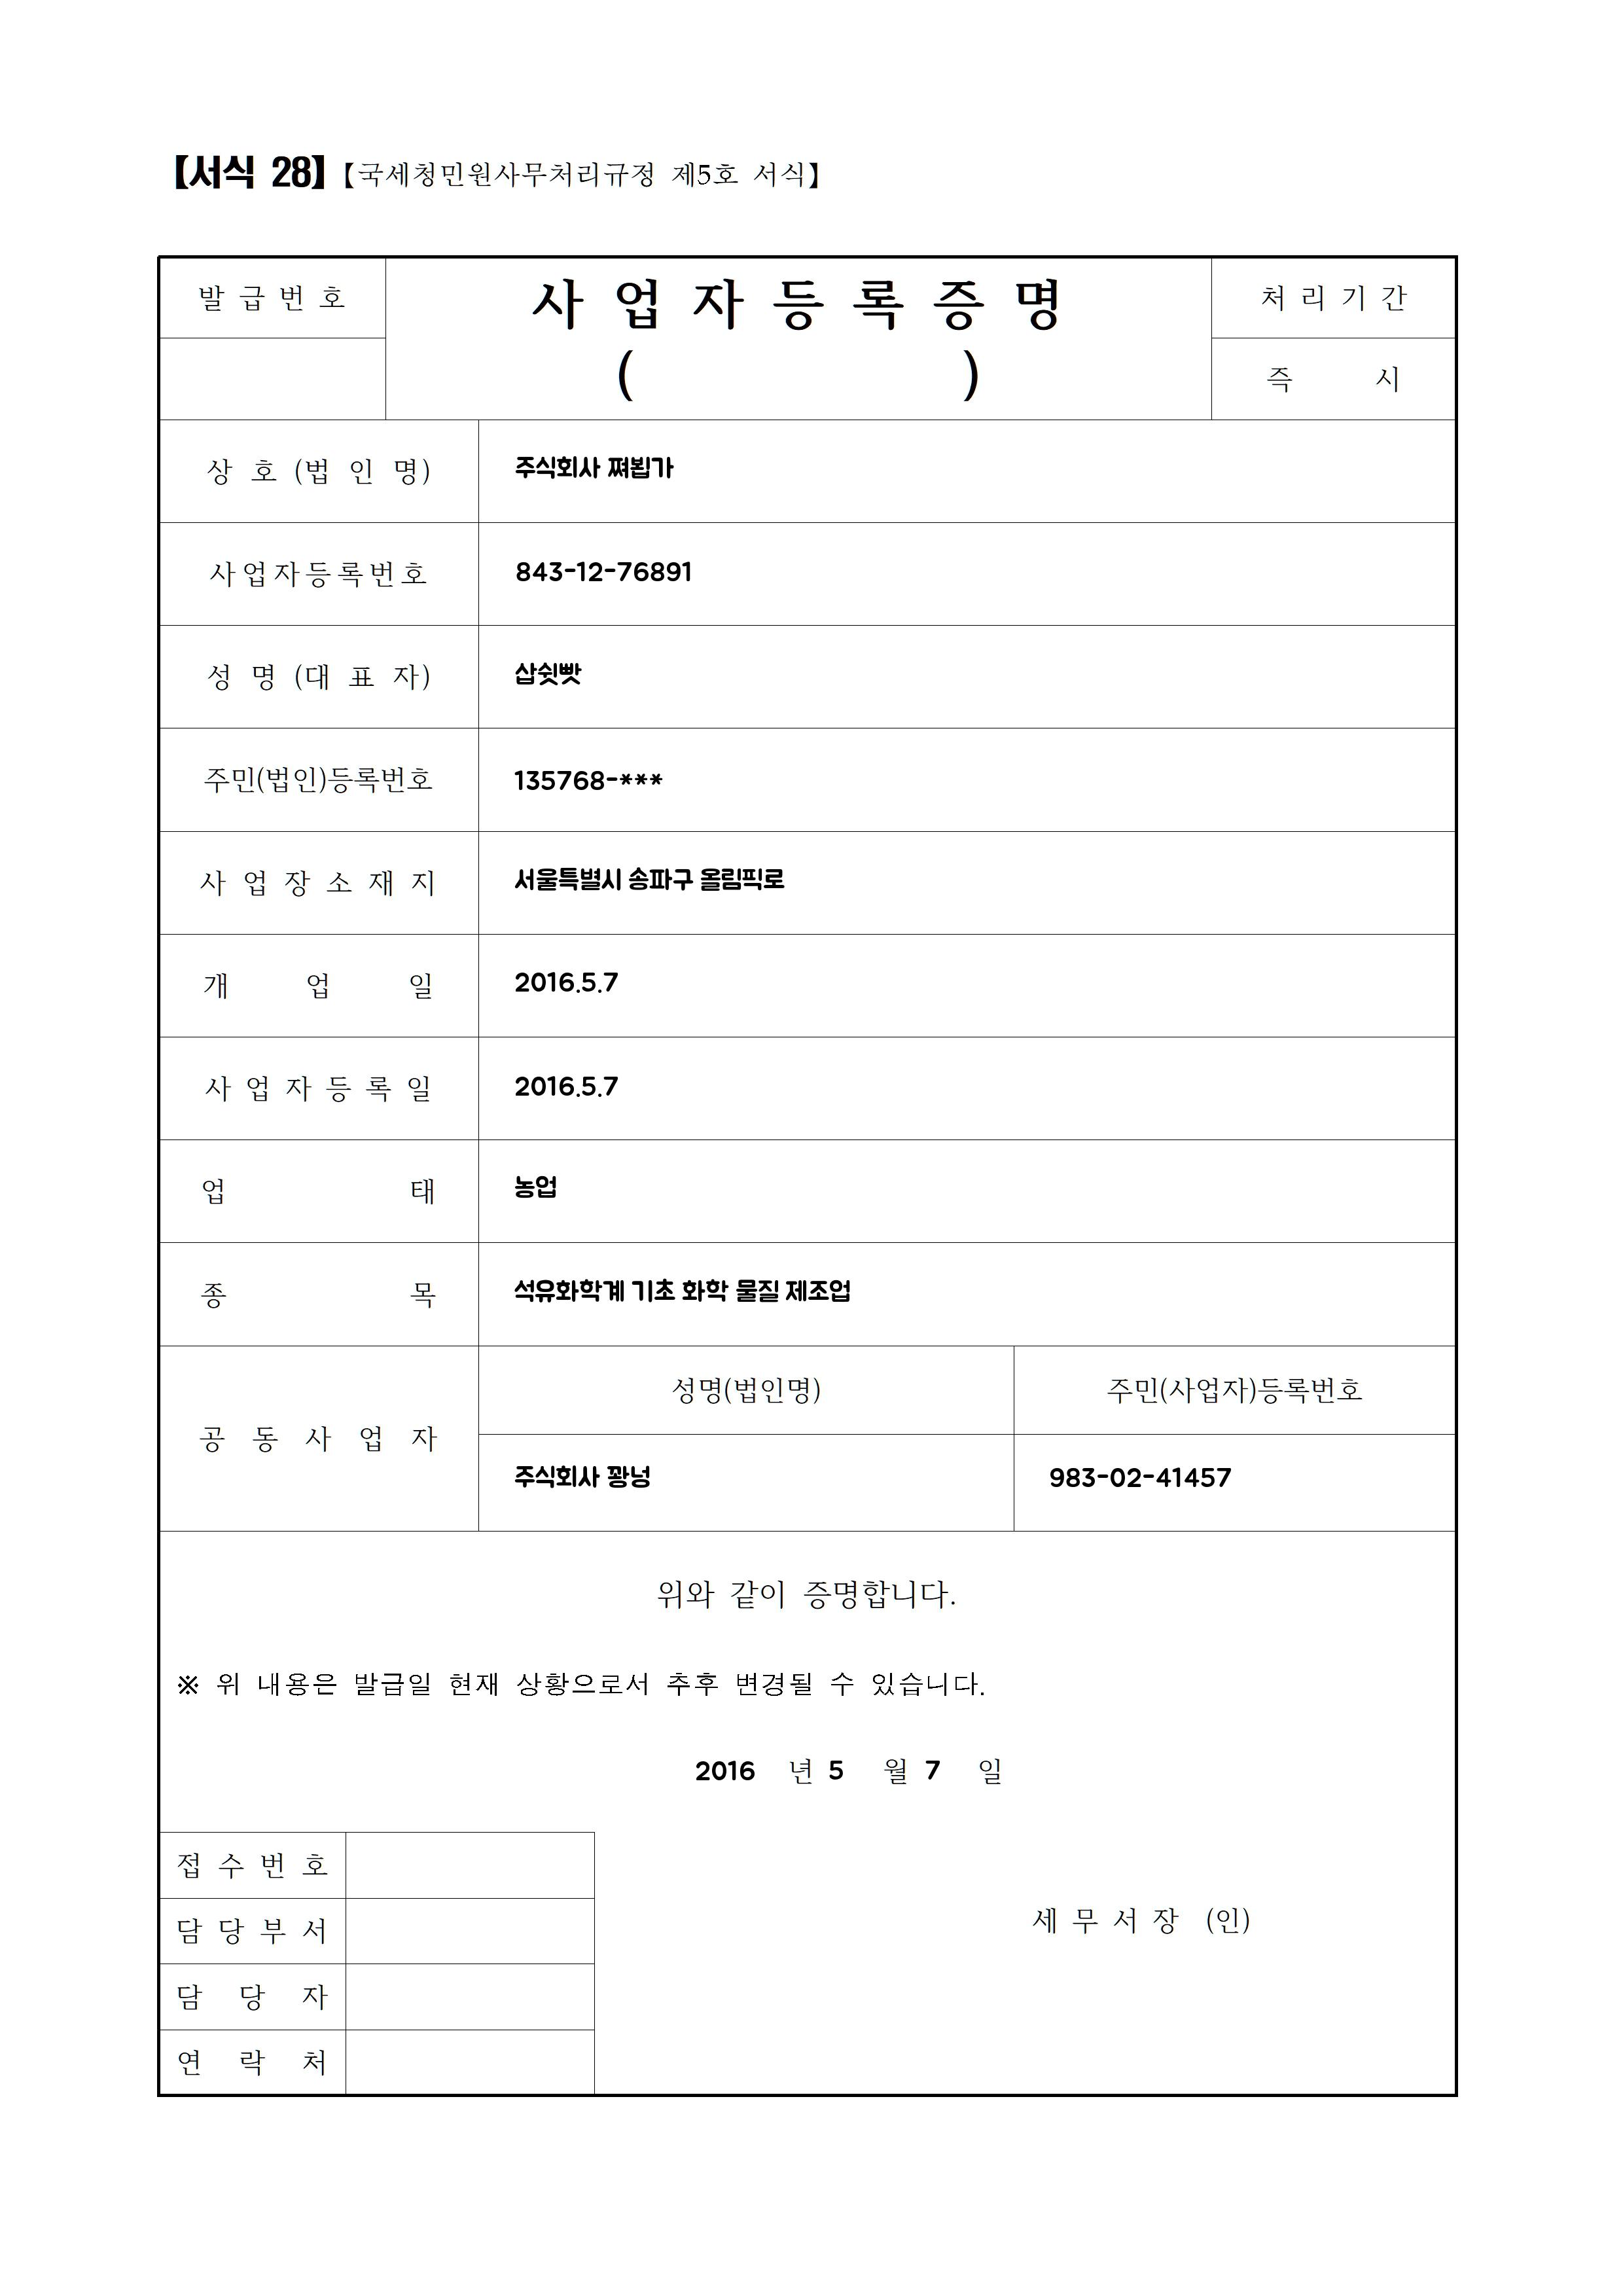 【서식 28】【국세청민원사무처리규정 제5호 서식】
발급번호
사업자등록증명
( )
처리기간
즉 시
상 호 (법 인 명)
주식회사 쪄뵙가
사업자등록번호
843-12-76891
성 명 (대 표 자)
삽쉿빳
주민(법인)등록번호
135768-***
사업장소재지
서울특별시 송파구 올림픽로
개 업 일
2016.5.7
사업자등록일
2016.5.7
업 태
농업
종 목
석유화학계 기초 화학 물질 제조업
공동사업자
성명(법인명)
주민(사업자)등록번호
주식회사 꽝넝
983-02-41457
위와 같이 증명합니다.
※ 위 내용은 발급일 현재 상황으로서 추후 변경될 수 있습니다.
2016 년 5 월 7 일
접수번호
담당부서
담 당 자
연 락 처
세 무 서 장 (인)